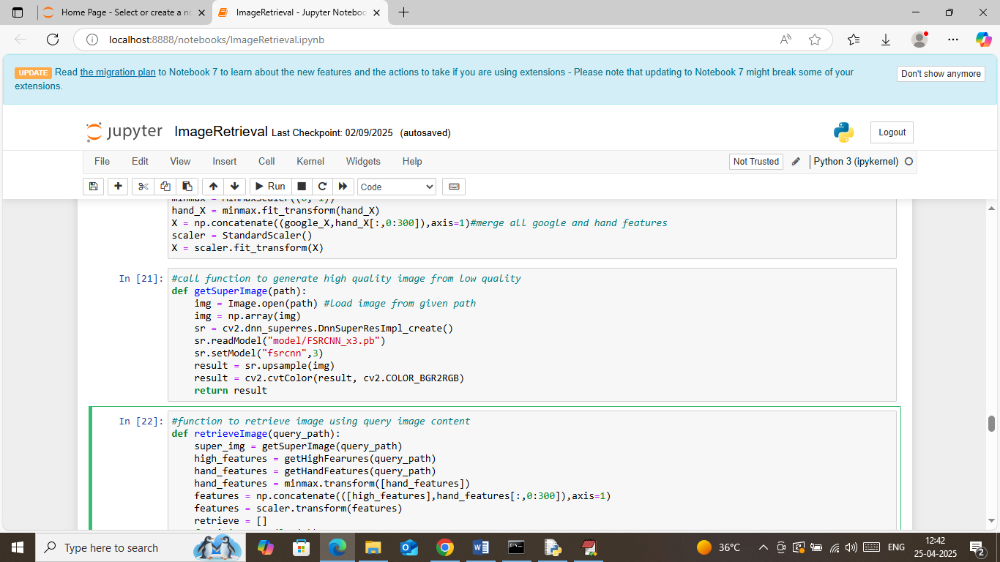 Home Page - Select or create a no
ImageRetrieval - Jupyter Noteboo
localhost:8888/notebooks/ImageRetrieval.ipynb
UPDATE Read the migration plan to Notebook 7 to learn about the new features and the actions to take if you are using extensions - Please note that updating to Notebook 7 might break some of your
extensions.
Don't show anymore
jupyter ImageRetrieval Last Checkpoint: 02/09/2025 (autosaved)
Logout
File Edit View Insert Cell Kernel Widgets Help
Not Trusted Python 3 (ipykernel)
Run Code
minmax = MinMaxScaler((0, 1))
hand_X = minmax.fit_transform(hand_X)
X = np.concatenate((google_X,hand_X[:,0:300]),axis=1)#merge all google and hand features
scaler = StandardScaler()
X = scaler.fit_transform(X)
In [21]: #call function to generate high quality image from low quality
def getSuperImage(path):
    img = Image.open(path) #load image from given path
    img = np.array(img)
    sr = cv2.dnn_superres.DnnSuperResImpl_create()
    sr.readModel("model/FSRCNN_x3.pb")
    sr.setModel("fsrcnn",3)
    result = sr.upsample(img)
    result = cv2.cvtColor(result, cv2.COLOR_BGR2RGB)
    return result
In [22]: #function to retrieve image using query image content
def retrieveImage(query_path):
    super_img = getSuperImage(query_path)
    high_features = getHighFearures(query_path)
    hand_features = getHandFeatures(query_path)
    hand_features = minmax.transform([hand_features])
    features = np.concatenate(([high_features],hand_features[:,0:300]),axis=1)
    features = scaler.transform(features)
    retrieve = []
Type here to search
36°C
ENG
12:42
25-04-2025
2